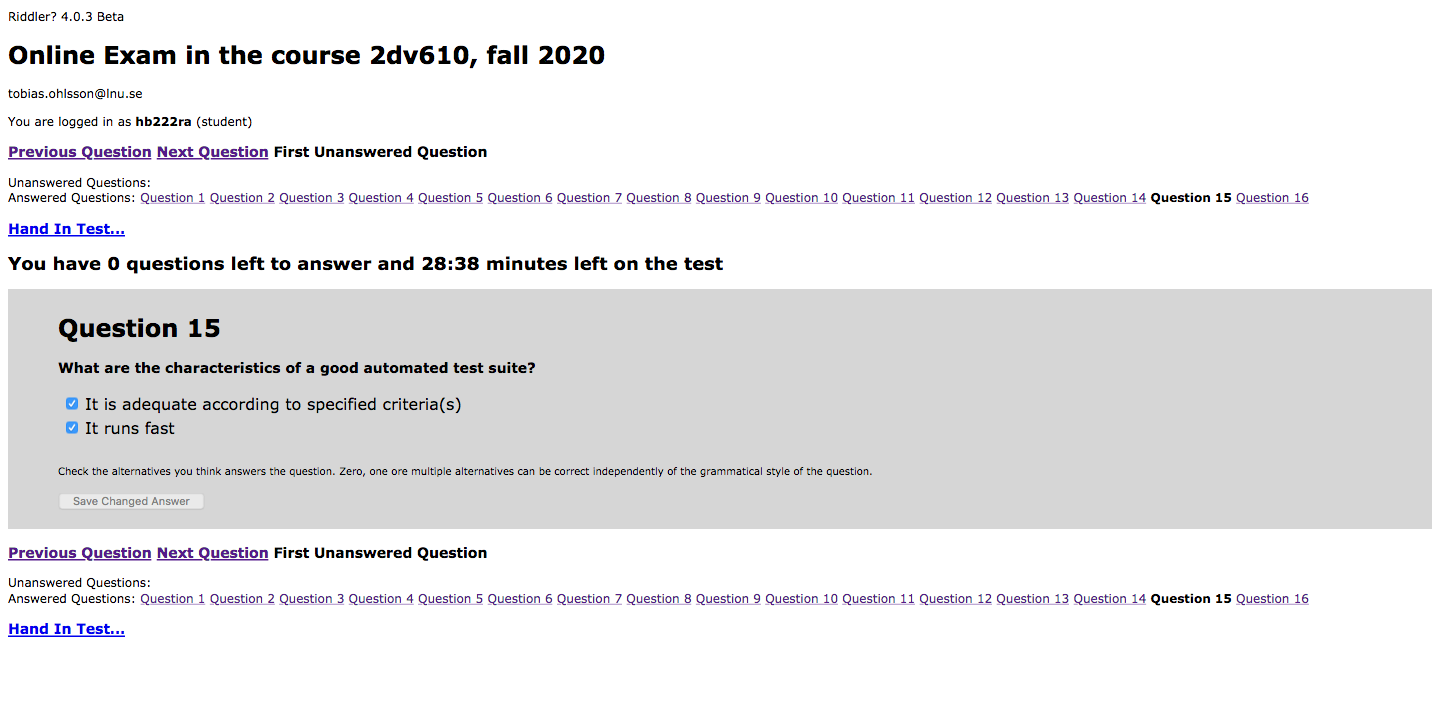 Riddler? 4.0.3 Beta
Online Exam in the course 2dv610, fall 2020
tobias.ohlsson@lnu.se
You are logged in as hb222ra (student)
Previous Question Next Question First Unanswered Question
Unanswered Questions:
Answered Questions: Question 1 Question 2 Question 3 Question 4 Question 5 Question 6 Question 7 Question 8 Question 9 Question 10 Question 11 Question 12 Question 13 Question 14 Question 15 Question 16
Hand In Test...
You have 0 questions left to answer and 28:38 minutes left on the test
Question 15
What are the characteristics of a good automated test suite?
It is adequate according to specified criteria(s)
It runs fast
Check the alternatives you think answers the question. Zero, one ore multiple alternatives can be correct independently of the grammatical style of the question.
Save Changed Answer
Previous Question Next Question First Unanswered Question
Unanswered Questions:
Answered Questions: Question 1 Question 2 Question 3 Question 4 Question 5 Question 6 Question 7 Question 8 Question 9 Question 10 Question 11 Question 12 Question 13 Question 14 Question 15 Question 16
Hand In Test...